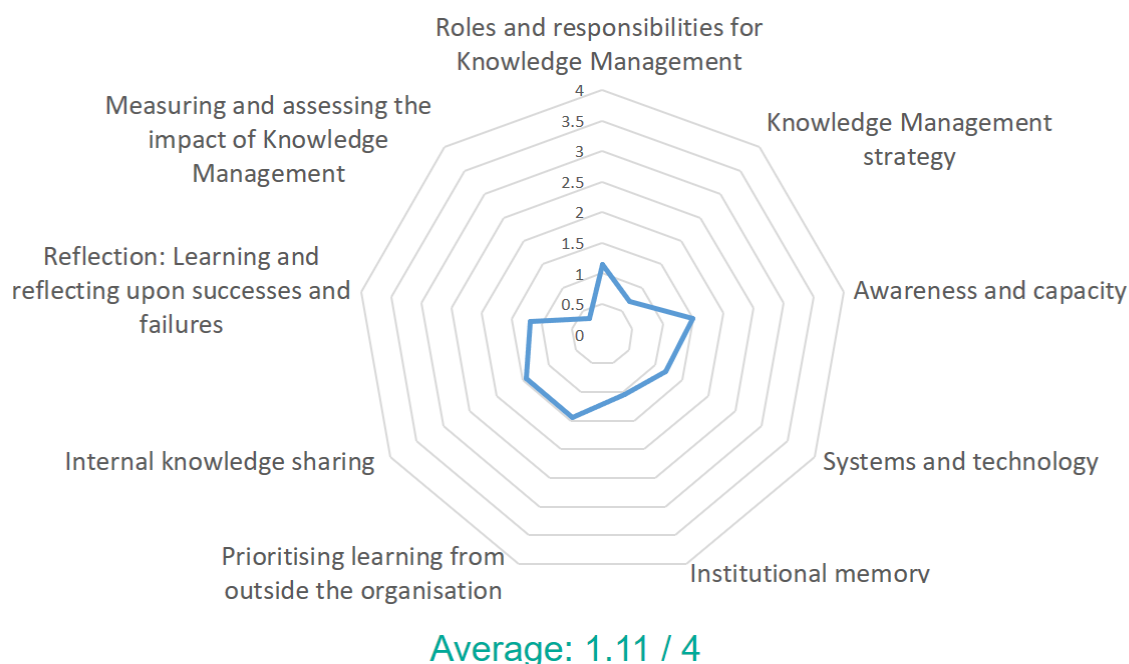 Roles and responsibilities for
Knowledge Management
Knowledge Management
strategy
Awareness and capacity
Systems and technology
Institutional memory
Prioritising learning from
outside the organisation
Internal knowledge sharing
Reflection: Learning and
reflecting upon successes and
failures
Measuring and assessing the
impact of Knowledge
Management
4
3.5
3
2.5
2
1.5
1
0.5
0
Average: 1.11 / 4